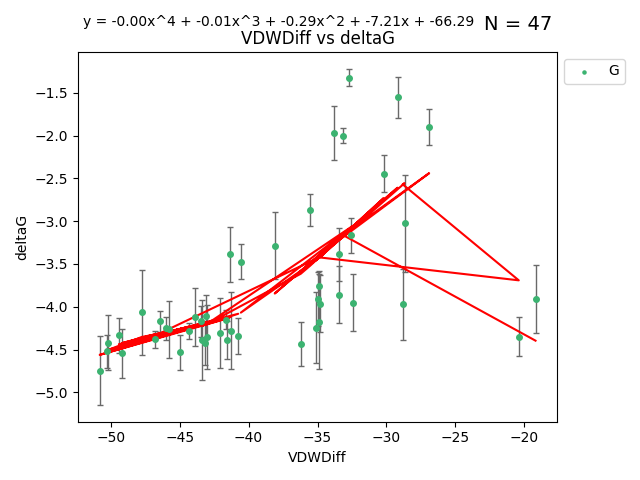 y = -0.00x^4 + -0.01x^3 + -0.29x^2 + -7.21x + -66.29 N = 47
VDWDiff vs deltaG
G
−1.5
−2.0
−2.5
−3.0
−3.5
−4.0
−4.5
−5.0
deltaG
−50 −45 −40 −35 −30 −25 −20
VDWDiff